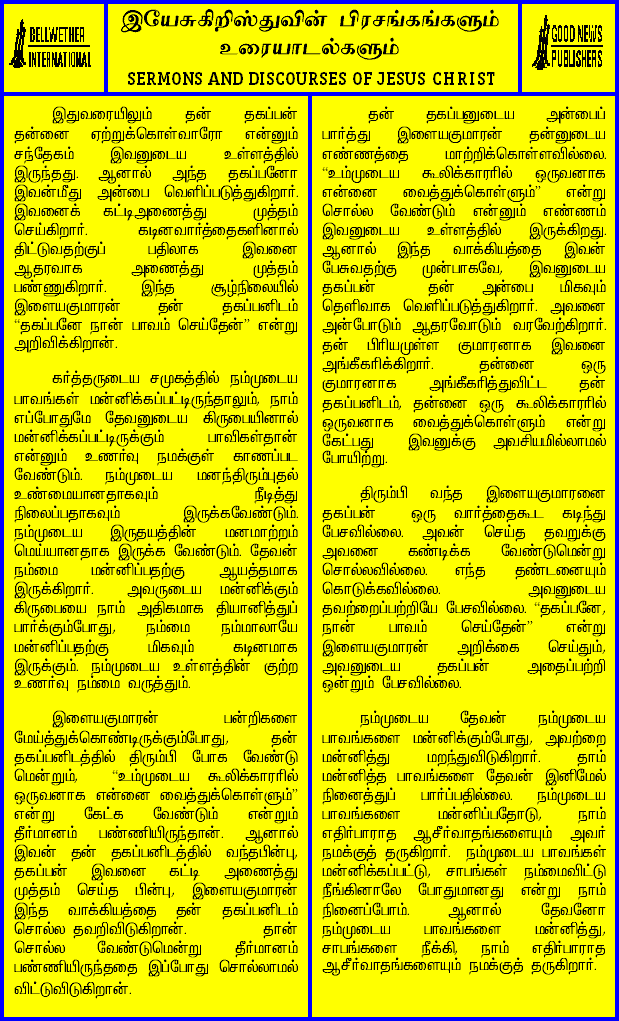 BELLWETHER
INTERNATIONAL
இயேசுகிறிஸ்துவின் பிரசங்கங்களும்
உரையாடல்களும்
SERMONS AND DISCOURSES OF JESUS CHRIST
GOOD NEWS
PUBLISHERS
இதுவரையிலும் தன் தகப்பன்
தன்னை ஏற்றுக்கொள்வாரோ என்னும்
சந்தேகம் இவனுடைய உள்ளத்தில்
இருந்தது. ஆனால் அந்த தகப்பனோ
இவன்மீது அன்பை வெளிப்படுத்துகிறார்.
இவனைக் கட்டிஅணைத்து முத்தம்
செய்கிறார். கடினவார்த்தைகளினால்
திட்டுவதற்குப் பதிலாக இவனை
ஆதரவாக அணைத்து முத்தம்
பண்ணுகிறார். இந்த சூழ்நிலையில்
இளையகுமாரன் தன் தகப்பனிடம்
“தகப்பனே நான் பாவம் செய்தேன்” என்று
அறிவிக்கிறான்.
கர்த்தருடைய சமுகத்தில் நம்முடைய
பாவங்கள் மன்னிக்கப்பட்டிருந்தாலும், நாம்
எப்போதுமே தேவனுடைய கிருபையினால்
மன்னிக்கப்பட்டிருக்கும் பாவிகள்தான்
என்னும் உணர்வு நமக்குள் காணப்பட
வேண்டும். நம்முடைய மனந்திரும்புதல்
உண்மையானதாகவும் நீடித்து
நிலைப்பதாகவும் இருக்கவேண்டும்.
நம்முடைய இருதயத்தின் மனமாற்றம்
மெய்யானதாக இருக்க வேண்டும். தேவன்
நம்மை மன்னிப்பதற்கு ஆயத்தமாக
இருக்கிறார். அவருடைய மன்னிக்கும்
கிருபையை நாம் அதிகமாக தியானித்துப்
பார்க்கும்போது, நம்மை நம்மாலாயே
மன்னிப்பதற்கு மிகவும் கடினமாக
இருக்கும். நம்முடைய உள்ளத்தின் குற்ற
உணர்வு நம்மை வருத்தும்.
இளையகுமாரன் பன்றிகளை
மேய்த்துக்கொண்டிருக்கும்போது, தன்
தகப்பனிடத்தில் திரும்பி போக வேண்டு
மென்றும், “உம்முடைய கூலிக்காரரில்
ஒருவனாக என்னை வைத்துக்கொள்ளும்”
என்று கேட்க வேண்டும் என்றும்
தீர்மானம் பண்ணியிருந்தான். ஆனால்
இவன் தன் தகப்பனிடத்தில் வந்தபின்பு,
தகப்பன் இவனை கட்டி அணைத்து
முத்தம் செய்த பின்பு, இளையகுமாரன்
இந்த வாக்கியத்தை தன் தகப்பனிடம்
சொல்ல தவறிவிடுகிறான். தான்
சொல்ல வேண்டுமென்று தீர்மானம்
பண்ணியிருந்ததை இப்போது சொல்லாமல்
விட்டுவிடுகிறான்.
தன் தகப்பனுடைய அன்பைப்
பார்த்து இளையகுமாரன் தன்னுடைய
எண்ணத்தை மாற்றிக்கொள்ளவில்லை.
“உம்முடைய கூலிக்காரரில் ஒருவனாக
என்னை வைத்துக்கொள்ளும்” என்று
சொல்ல வேண்டும் என்னும் எண்ணம்
இவனுடைய உள்ளத்தில் இருக்கிறது.
ஆனால் இந்த வாக்கியத்தை இவன்
பேசுவதற்கு முன்பாகவே, இவனுடைய
தகப்பன் தன் அன்பை மிகவும்
தெளிவாக வெளிப்படுத்துகிறார். அவனை
அன்போடும் ஆதரவோடும் வரவேற்கிறார்.
தன் பிரியமுள்ள குமாரனாக இவனை
அங்கீகரிக்கிறார். தன்னை ஒரு
குமாரனாக அங்கீகரித்துவிட்ட தன்
தகப்பனிடம், தன்னை ஒரு கூலிக்காரரில்
ஒருவனாக வைத்துக்கொள்ளும் என்று
கேட்பது இவனுக்கு அவசியமில்லாமல்
போயிற்று.
திரும்பி வந்த இளையகுமாரனை
தகப்பன் ஒரு வார்த்தைகூட கடிந்து
பேசவில்லை. அவன் செய்த தவறுக்கு
அவனை கண்டிக்க வேண்டுமென்று
சொல்லவில்லை. எந்த தண்டனையும்
கொடுக்கவில்லை. அவனுடைய
தவற்றைப்பற்றியே பேசவில்லை. “தகப்பனே,
நான் பாவம் செய்தேன்” என்று
இளையகுமாரன் அறிக்கை செய்தும்,
அவனுடைய தகப்பன் அதைப்பற்றி
ஒன்றும் பேசவில்லை.
நம்முடைய தேவன் நம்முடைய
பாவங்களை மன்னிக்கும்போது, அவற்றை
மன்னித்து மறந்துவிடுகிறார். தாம்
மன்னித்த பாவங்களை தேவன் இனிமேல்
நினைத்துப் பார்ப்பதில்லை. நம்முடைய
பாவங்களை மன்னிப்பதோடு, நாம்
எதிர்பாராத ஆசீர்வாதங்களையும் அவர்
நமக்குத் தருகிறார். நம்முடைய பாவங்கள்
மன்னிக்கப்பட்டு, சாபங்கள் நம்மைவிட்டு
நீங்கினாலே போதுமானது என்று நாம்
நினைப்போம். ஆனால் தேவனோ
நம்முடைய பாவங்களை மன்னித்து,
சாபங்களை நீக்கி, நாம் எதிர்பாராத
ஆசீர்வாதங்களையும் நமக்குத் தருகிறார்.